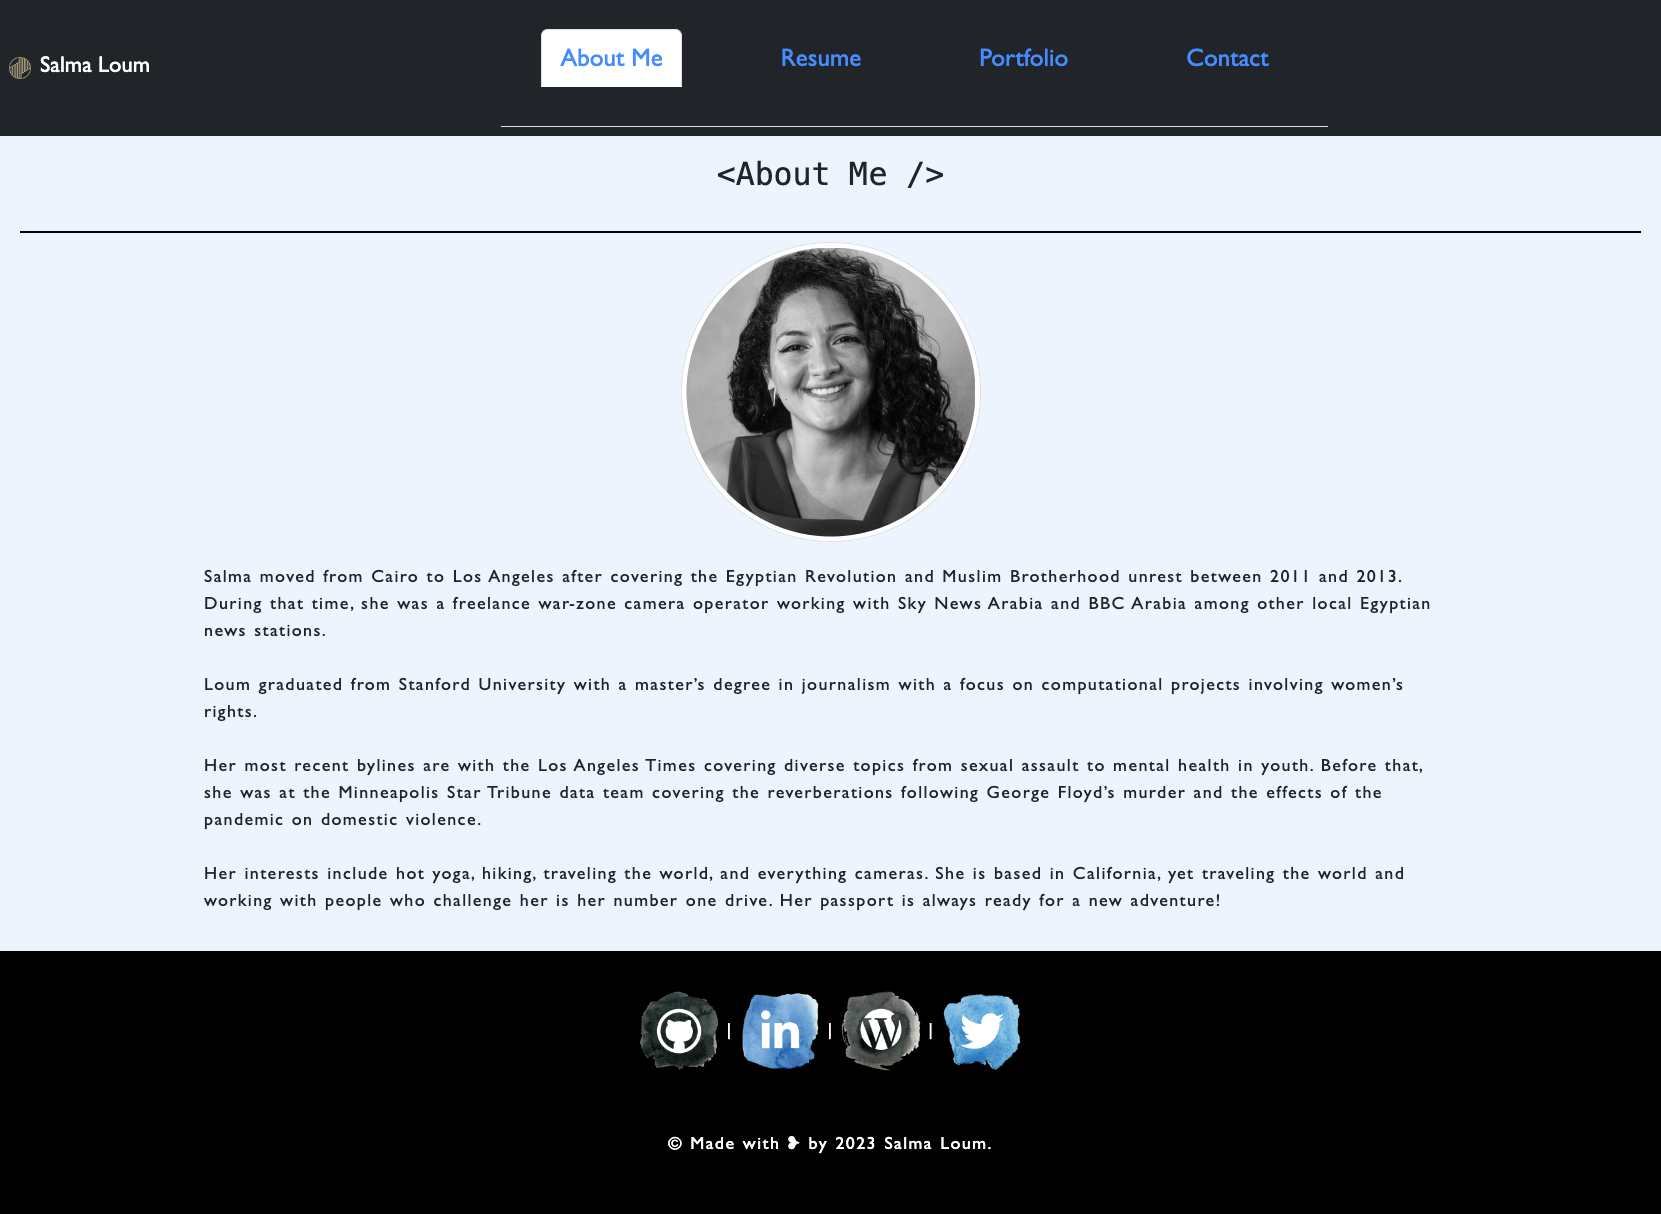 Salma Loum
About Me
Resume
Portfolio
Contact
<About Me />
Salma moved from Cairo to Los Angeles after covering the Egyptian Revolution and Muslim Brotherhood unrest between 2011 and 2013.
During that time, she was a freelance war-zone camera operator working with Sky News Arabia and BBC Arabia among other local Egyptian
news stations.
Loum graduated from Stanford University with a master’s degree in journalism with a focus on computational projects involving women’s
rights.
Her most recent bylines are with the Los Angeles Times covering diverse topics from sexual assault to mental health in youth. Before that,
she was at the Minneapolis Star Tribune data team covering the reverberations following George Floyd’s murder and the effects of the
pandemic on domestic violence.
Her interests include hot yoga, hiking, traveling the world, and everything cameras. She is based in California, yet traveling the world and
working with people who challenge her is her number one drive. Her passport is always ready for a new adventure!
in | | |
© Made with ❥ by 2023 Salma Loum.